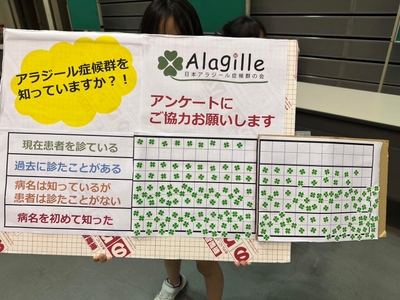 アラジール症候群を
知っていますか？！
Alagille
日本アラジール症候群の会
アンケートに
ご協力お願いします
現在患者を診ている
過去に診たことがある
病名は知っているが
患者は診たことがない
病名を初めて知った